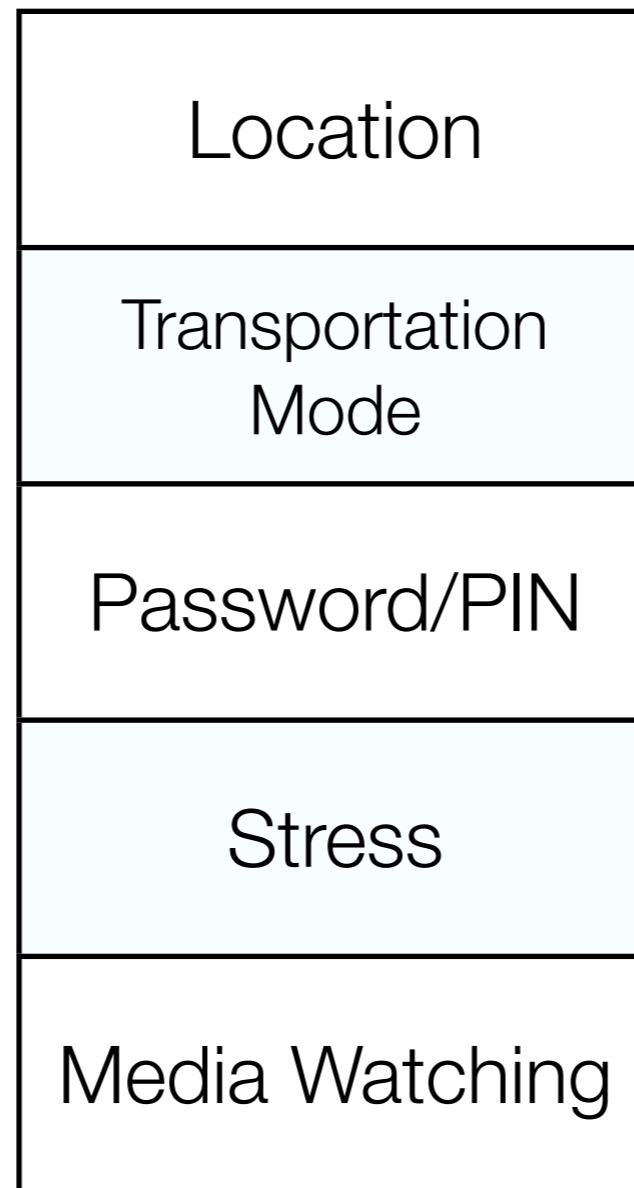 Location
Transportation
Mode
Password/PIN
Stress
Media Watching